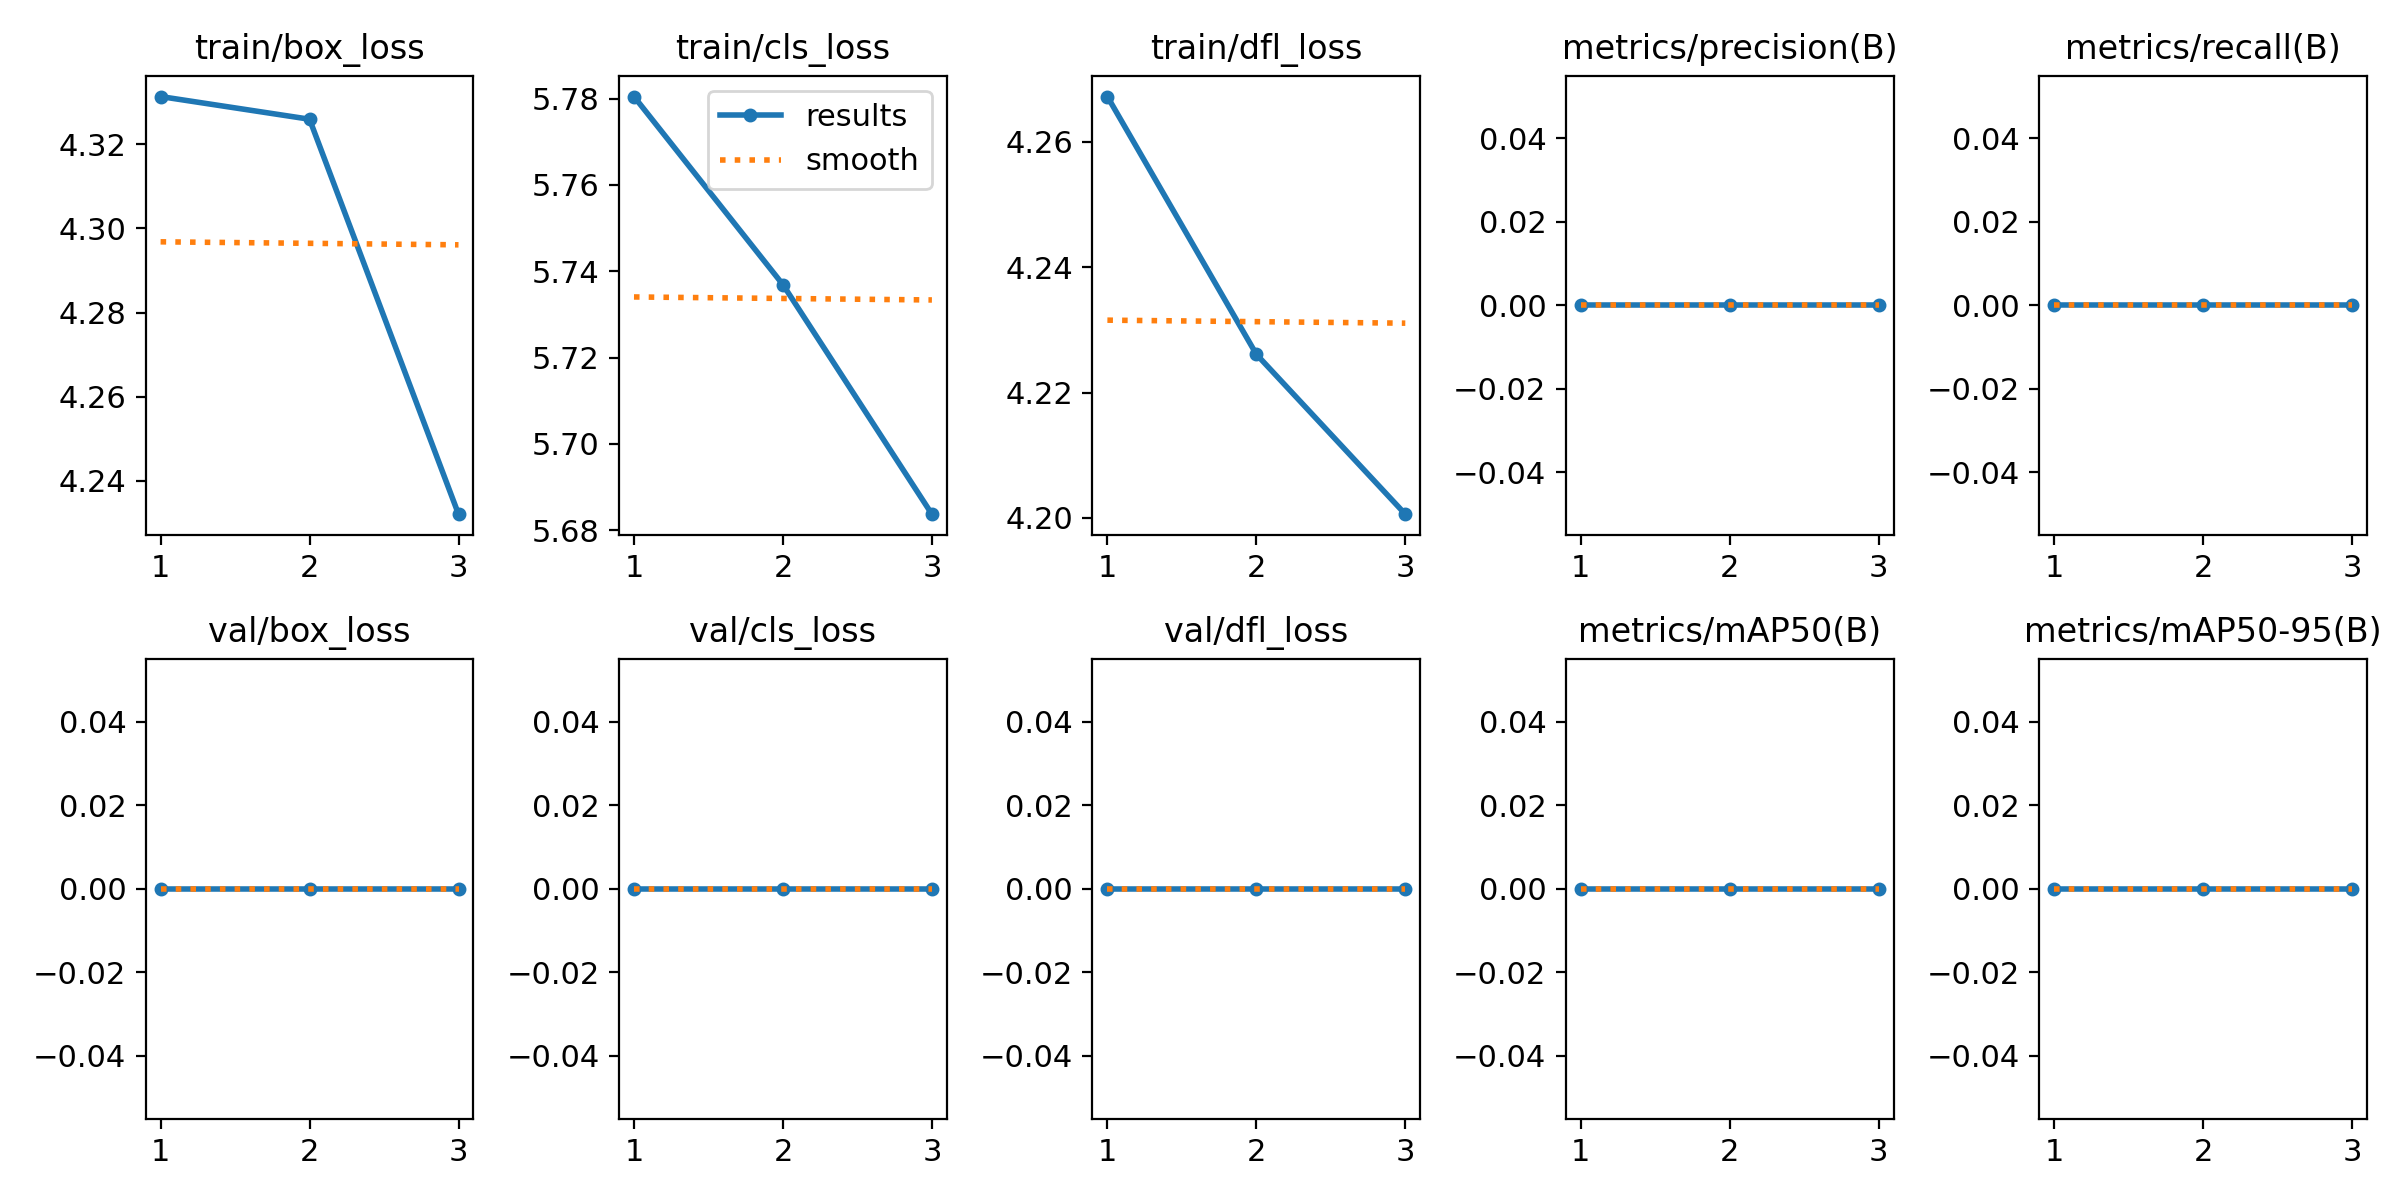 train/box_loss
4.32
4.30
4.28
4.26
4.24
1 2 3
train/cls_loss
results
smooth
5.78
5.76
5.74
5.72
5.70
5.68
1 2 3
train/dfl_loss
4.26
4.24
4.22
4.20
1 2 3
metrics/precision(B)
0.04
0.02
0.00
−0.02
−0.04
1 2 3
metrics/recall(B)
0.04
0.02
0.00
−0.02
−0.04
1 2 3
val/box_loss
0.04
0.02
0.00
−0.02
−0.04
1 2 3
val/cls_loss
0.04
0.02
0.00
−0.02
−0.04
1 2 3
val/dfl_loss
0.04
0.02
0.00
−0.02
−0.04
1 2 3
metrics/mAP50(B)
0.04
0.02
0.00
−0.02
−0.04
1 2 3
metrics/mAP50-95(B)
0.04
0.02
0.00
−0.02
−0.04
1 2 3